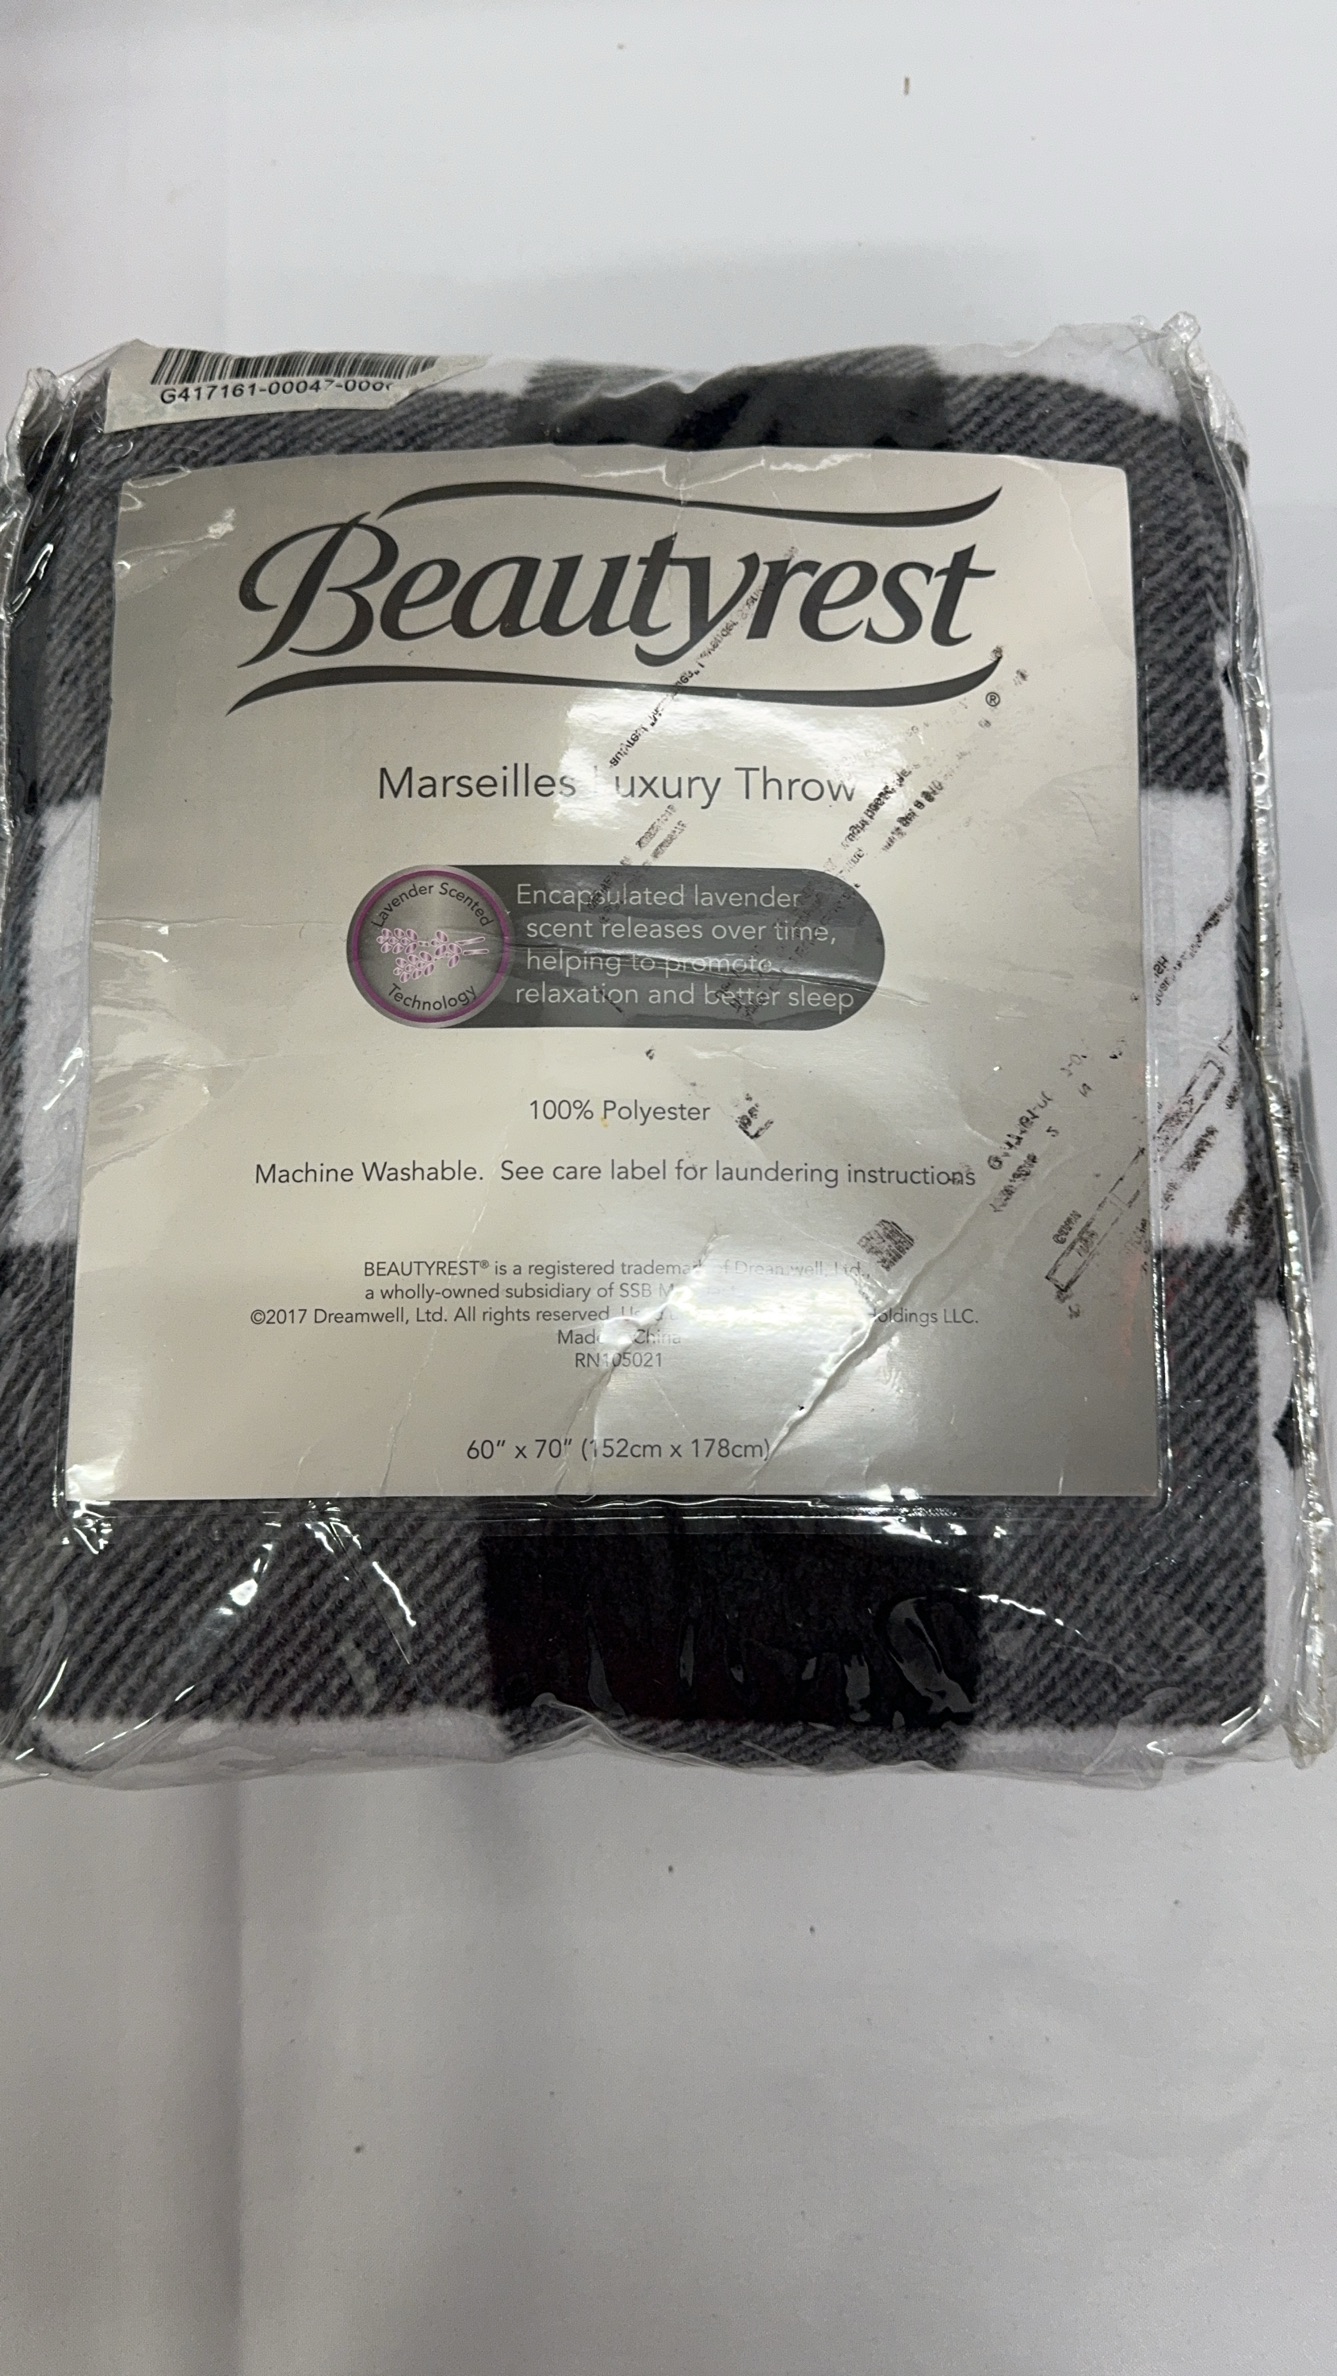 G417161-00047-000
Beautyrest®
Marseilles Luxury Throw
Lavender Scented
Technology
Encapsulated lavender
scent releases over time,
helping to promote
relaxation and better sleep
100% Polyester
Machine Washable. See care label for laundering instructions
BEAUTYREST® is a registered trademark of Dreamwell, Ltd.
a wholly-owned subsidiary of SSB
©2017 Dreamwell, Ltd. All rights reserved. Holdings LLC.
Made China
RN105021
60" x 70" (152cm x 178cm)